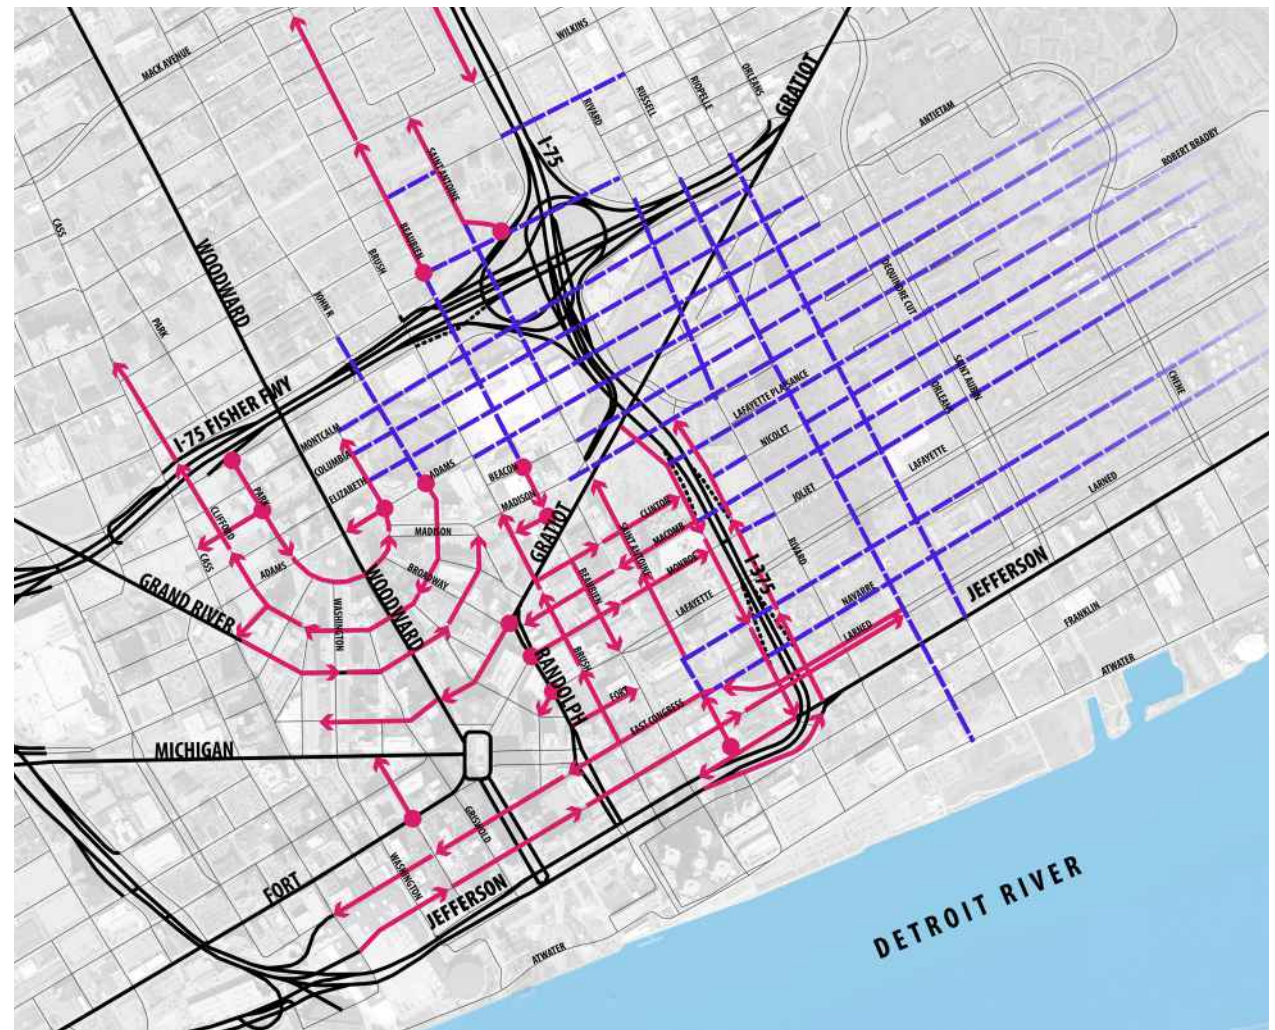 WILKINS
MACK AVENUE
ORLEANS
RIOPELLE
RUSSELL
RIVARD
GRATIOT
ANTIETAM
I-75
ROBERT BRADBY
SAINT ANTOINE
CASS
BEAUBIEN
BRUSH
WOODWARD
JOHN R
DEQUINDRE CUT
PARK
I-75 FISHER FWY
SAINT AUBIN
CHENE
ORLEANS
LAFAYETTE PLAISANCE
NICOLET
LAFAYETTE
LARNED
JOLIET
MONTCALM
COLUMBIA
ELIZABETH
ADAMS
BEACON
MADISON
PARK
CLIFFORD
CASS
ADAMS
MADISON
BROADWAY
GRATIOT
CLINTON
MACOMB
MONROE
SAINT ANTOINE
BEAUBIEN
LAFAYETTE
I-375
RIVARD
NAVARRE
JEFFERSON
FRANKLIN
ATWATER
GRAND RIVER
WASHINGTON
WOODWARD
RANDOLPH
BRUSH
LARNED
FORT
EAST CONGRESS
MICHIGAN
GRISWOLD
FORT
WASHINGTON
JEFFERSON
ATWATER
DETROIT RIVER